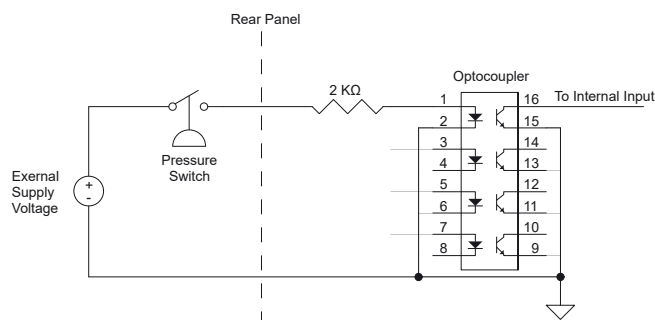 Rear Panel
2 KΩ
Optocoupler
1
16
To Internal Input
2
15
3
14
4
13
5
12
6
11
7
10
8
9
Pressure
Switch
Exernal
Supply
Voltage
+
-